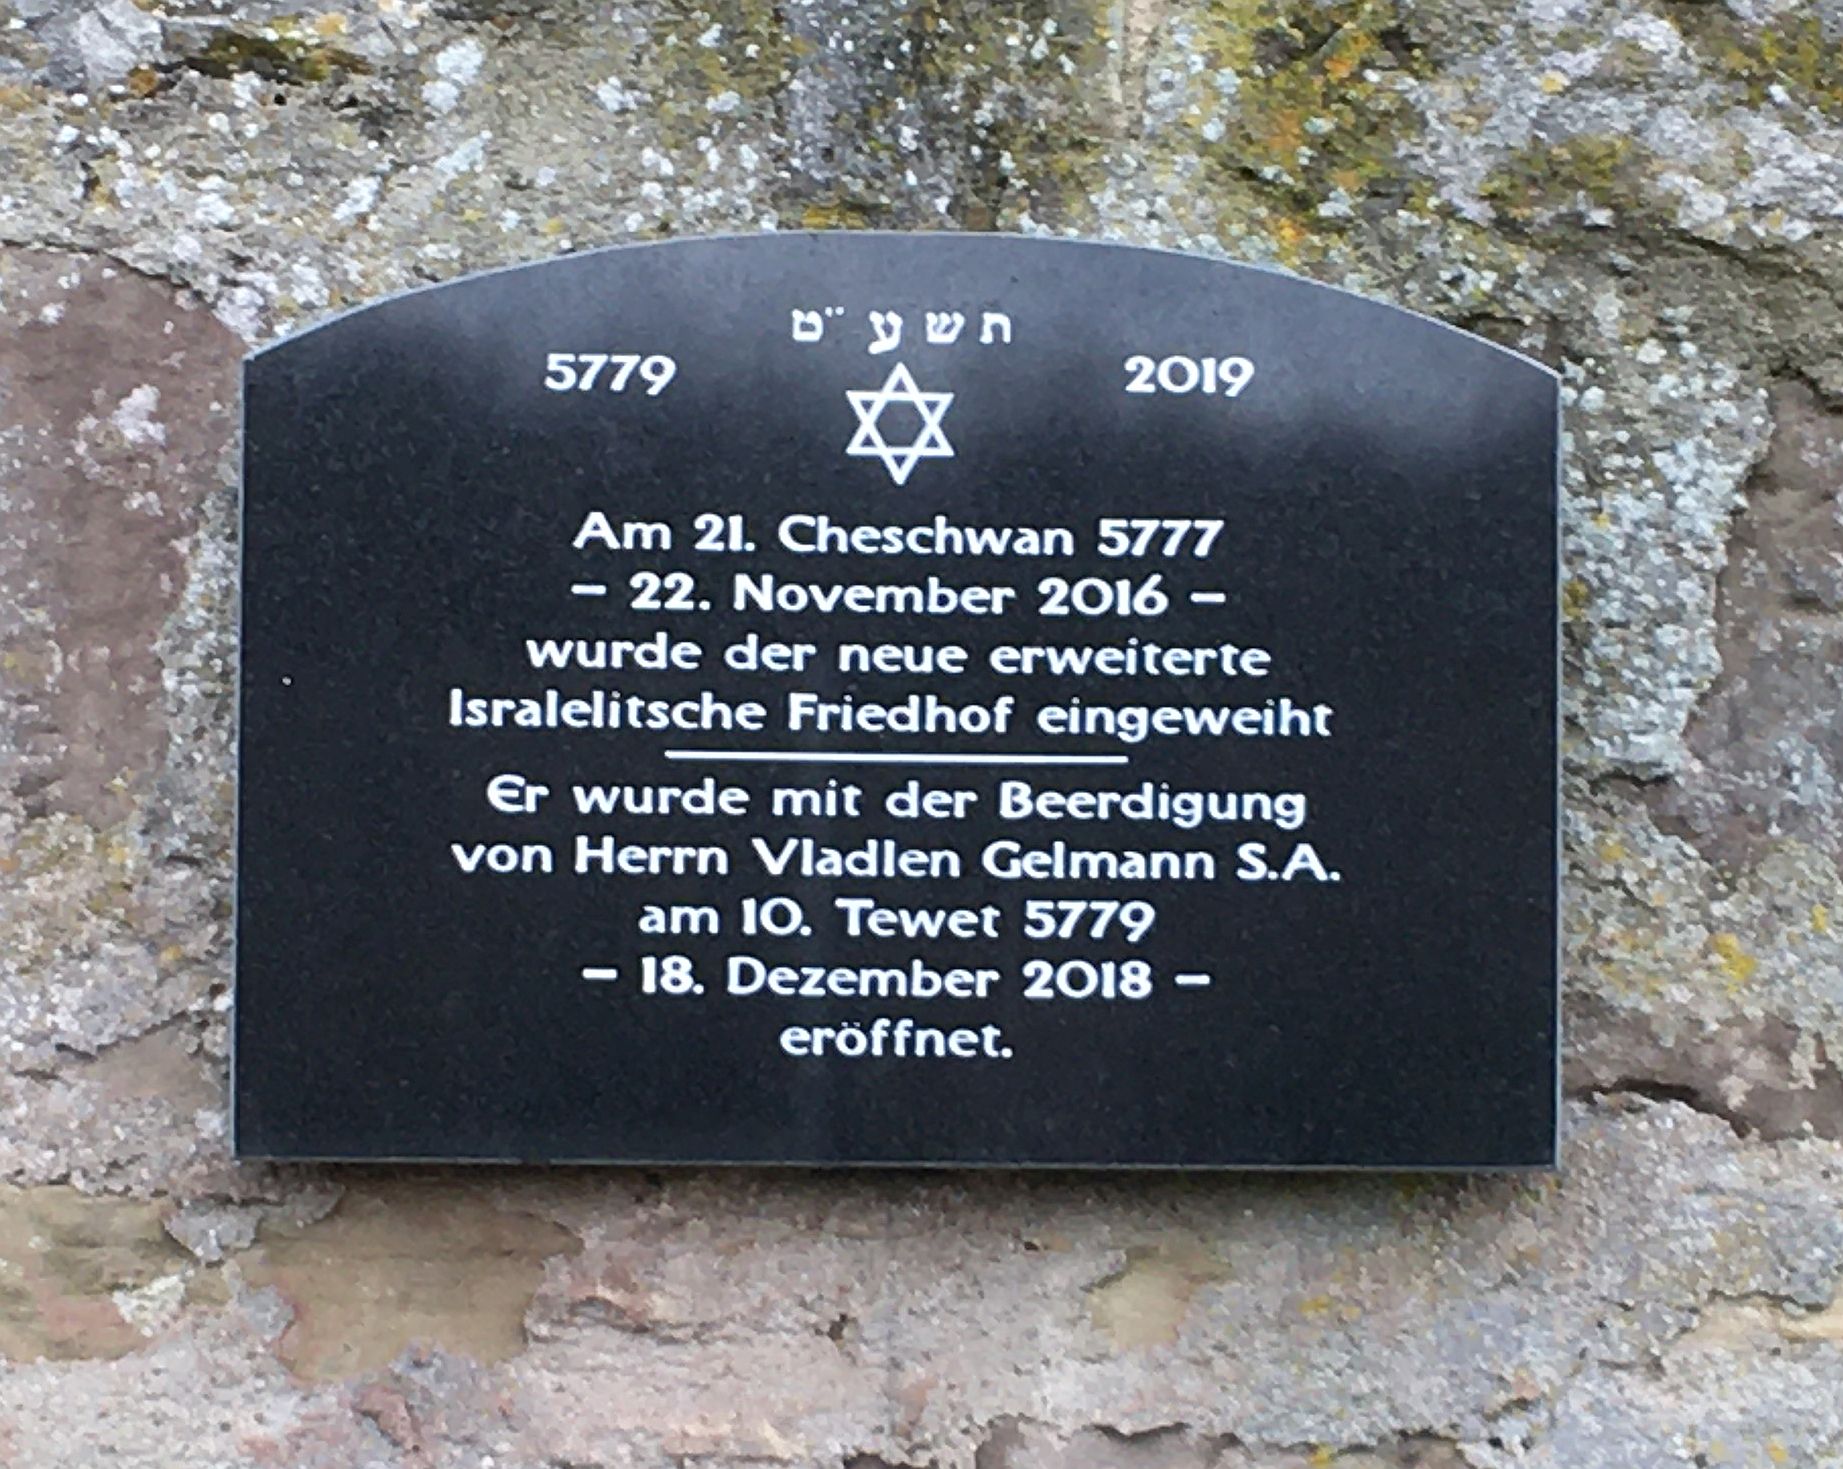 תשע״ט
5779 2019
Am 21. Cheschwan 5777
– 22. November 2016 –
wurde der neue erweiterte
Isralelitsche Friedhof eingeweiht
Er wurde mit der Beerdigung
von Herrn Vladlen Gelmann S.A.
am 10. Tewet 5779
– 18. Dezember 2018 –
eröffnet.